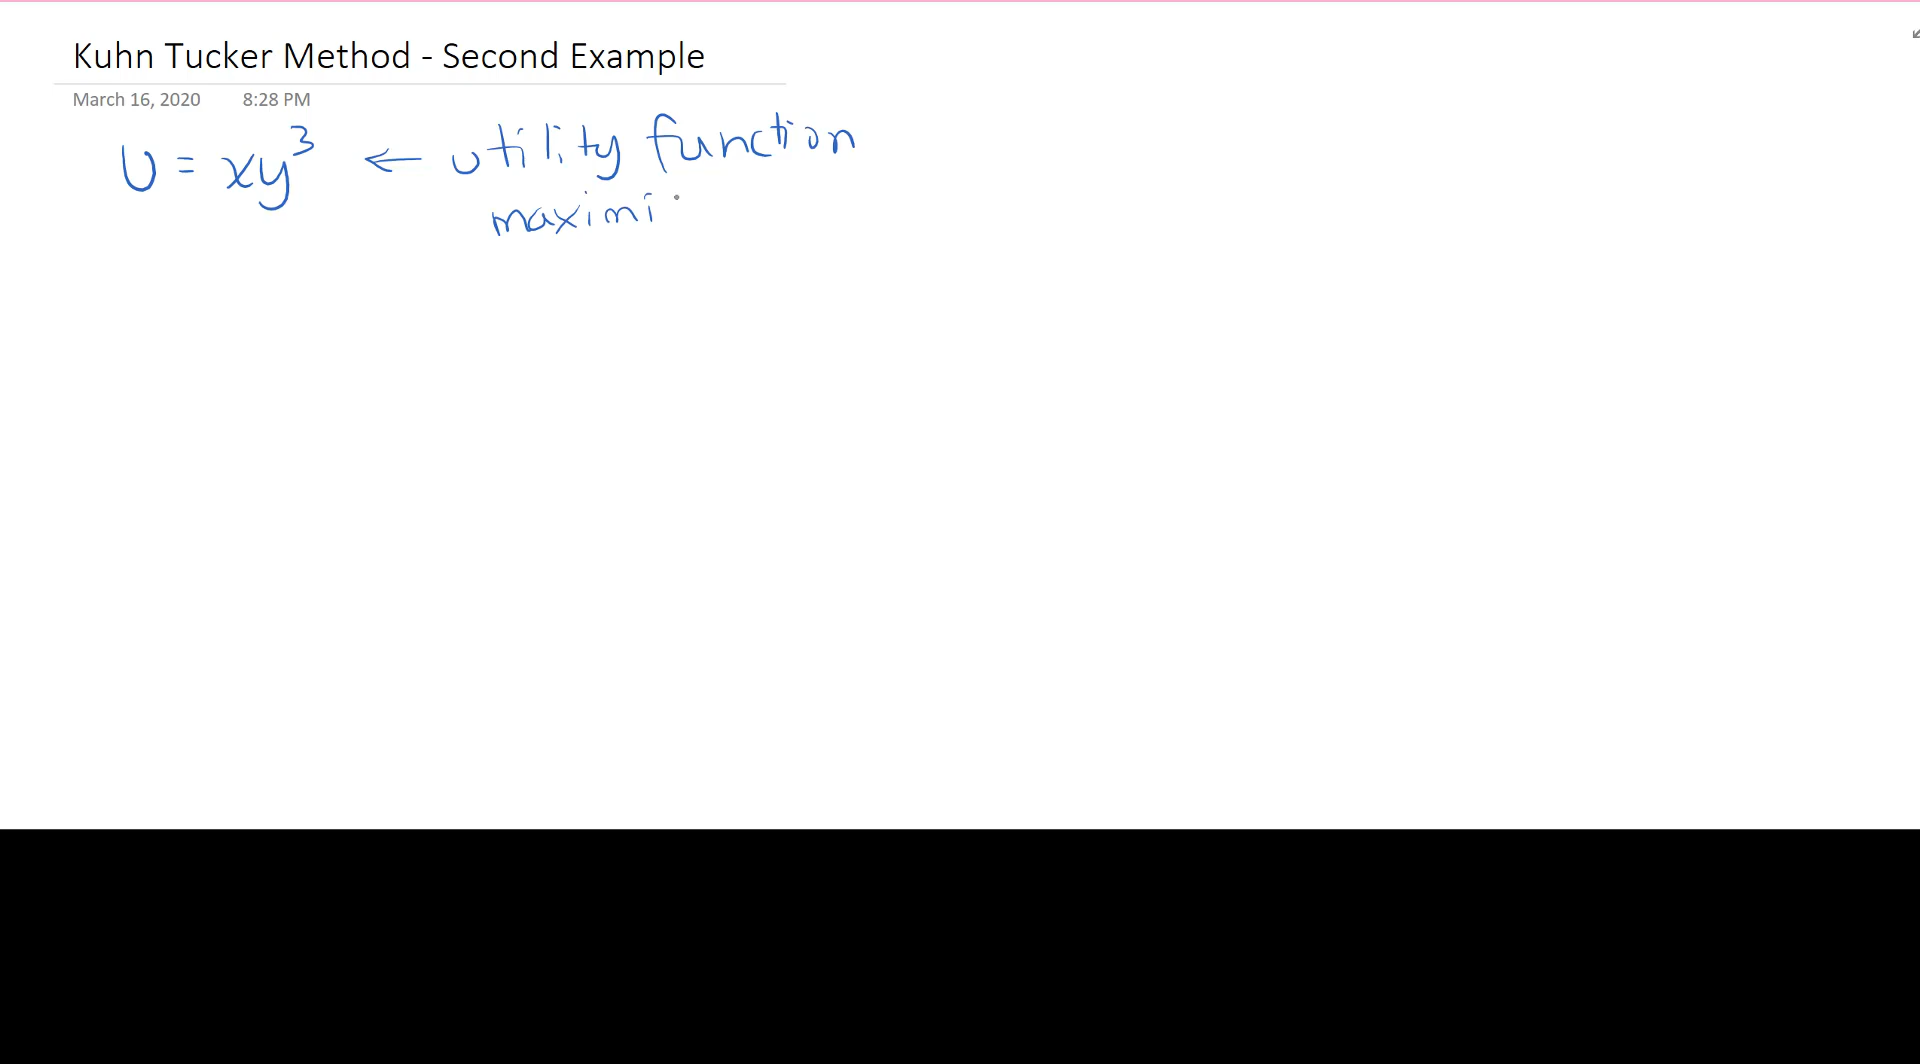 Kuhn Tucker Method - Second Example
March 16, 2020 8:28 PM
U = xy³ ← utility function
maximi